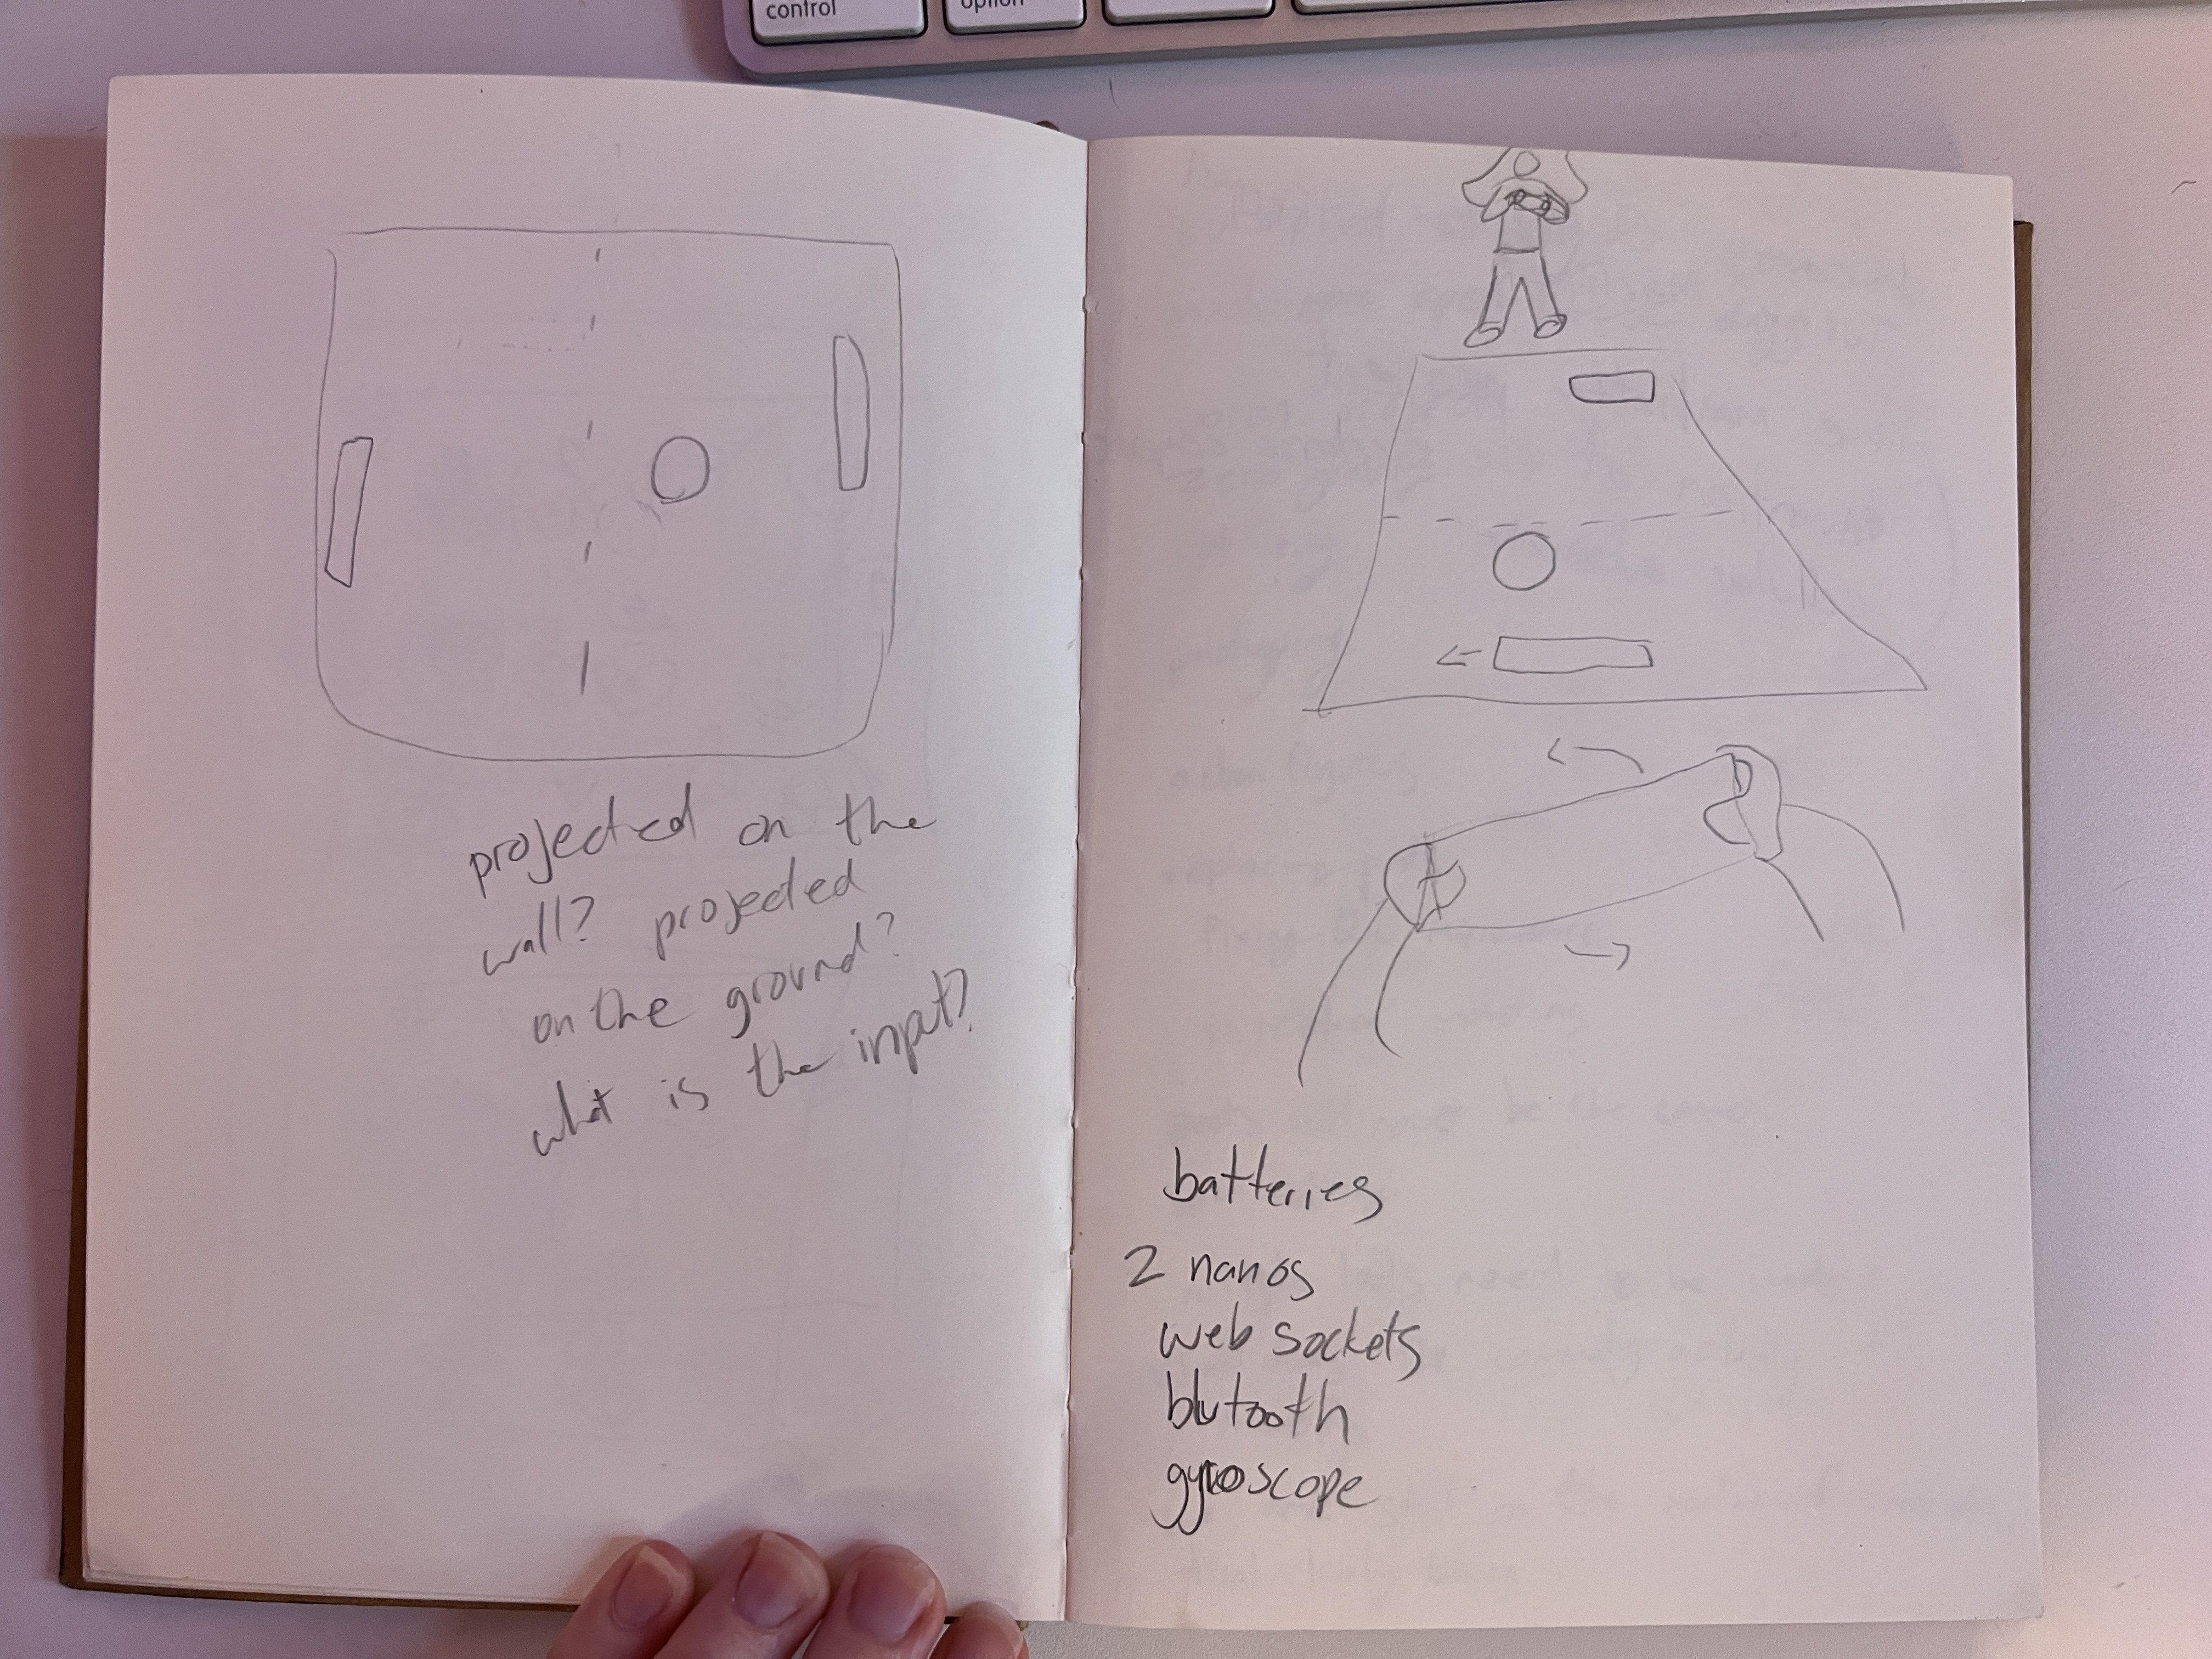 control
option
projected on the
wall? projected
on the ground?
what is the input?
batteries
2 nanos
web sockets
blutooth
gyroscope